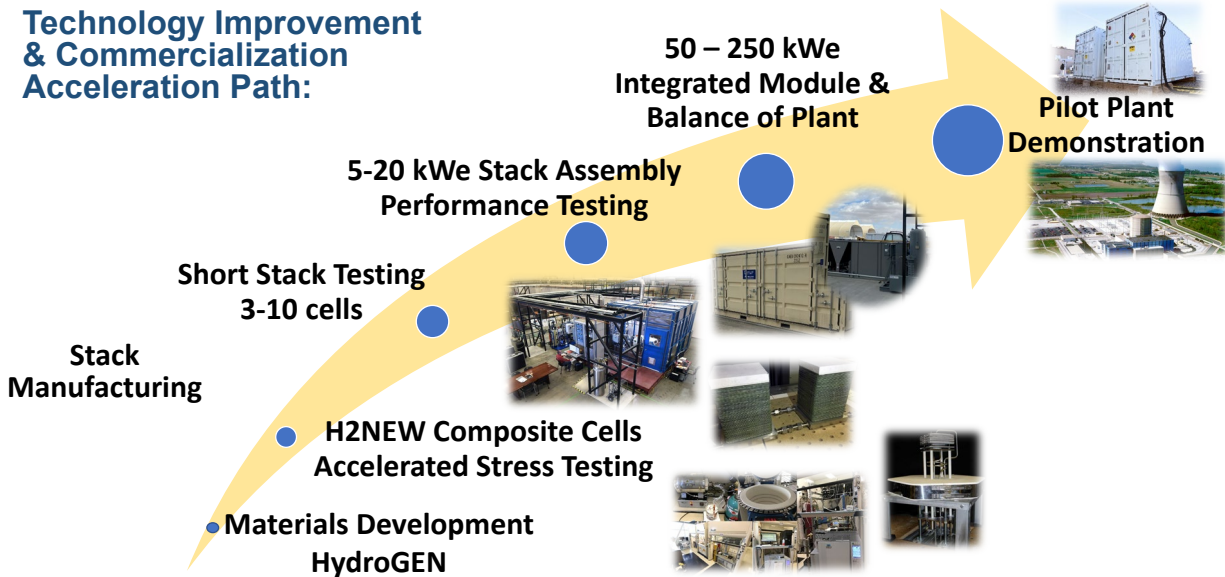 Technology Improvement
& Commercialization
Acceleration Path:
50 – 250 kWe
Integrated Module &
Balance of Plant
Pilot Plant
Demonstration
5-20 kWe Stack Assembly
Performance Testing
Short Stack Testing
3-10 cells
Stack
Manufacturing
H2NEW Composite Cells
Accelerated Stress Testing
Materials Development
HydroGEN